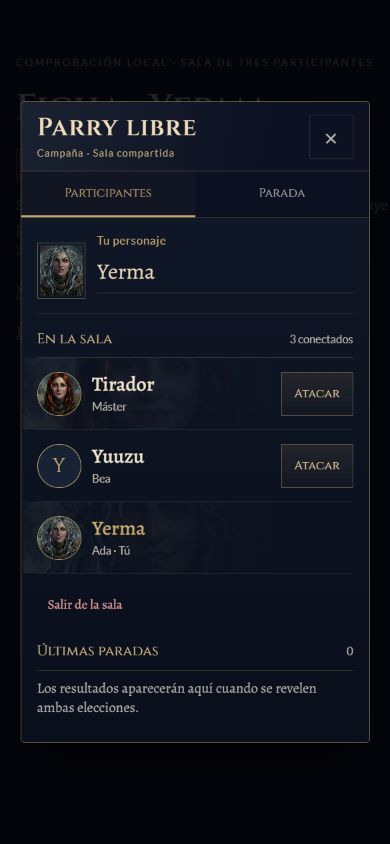 COMPROBACIÓN LOCAL · SALA DE TRES PARTICIPANTES
Ficha · Yerma
Parry libre
Campaña · Sala compartida
×
Participantes
Parada
Tu personaje
Yerma
En la sala
3 conectados
Tirador
Máster
Atacar
Y
Yuuzu
Bea
Atacar
Yerma
Ada · Tú
Salir de la sala
Últimas paradas
0
Los resultados aparecerán aquí cuando se revelen
ambas elecciones.